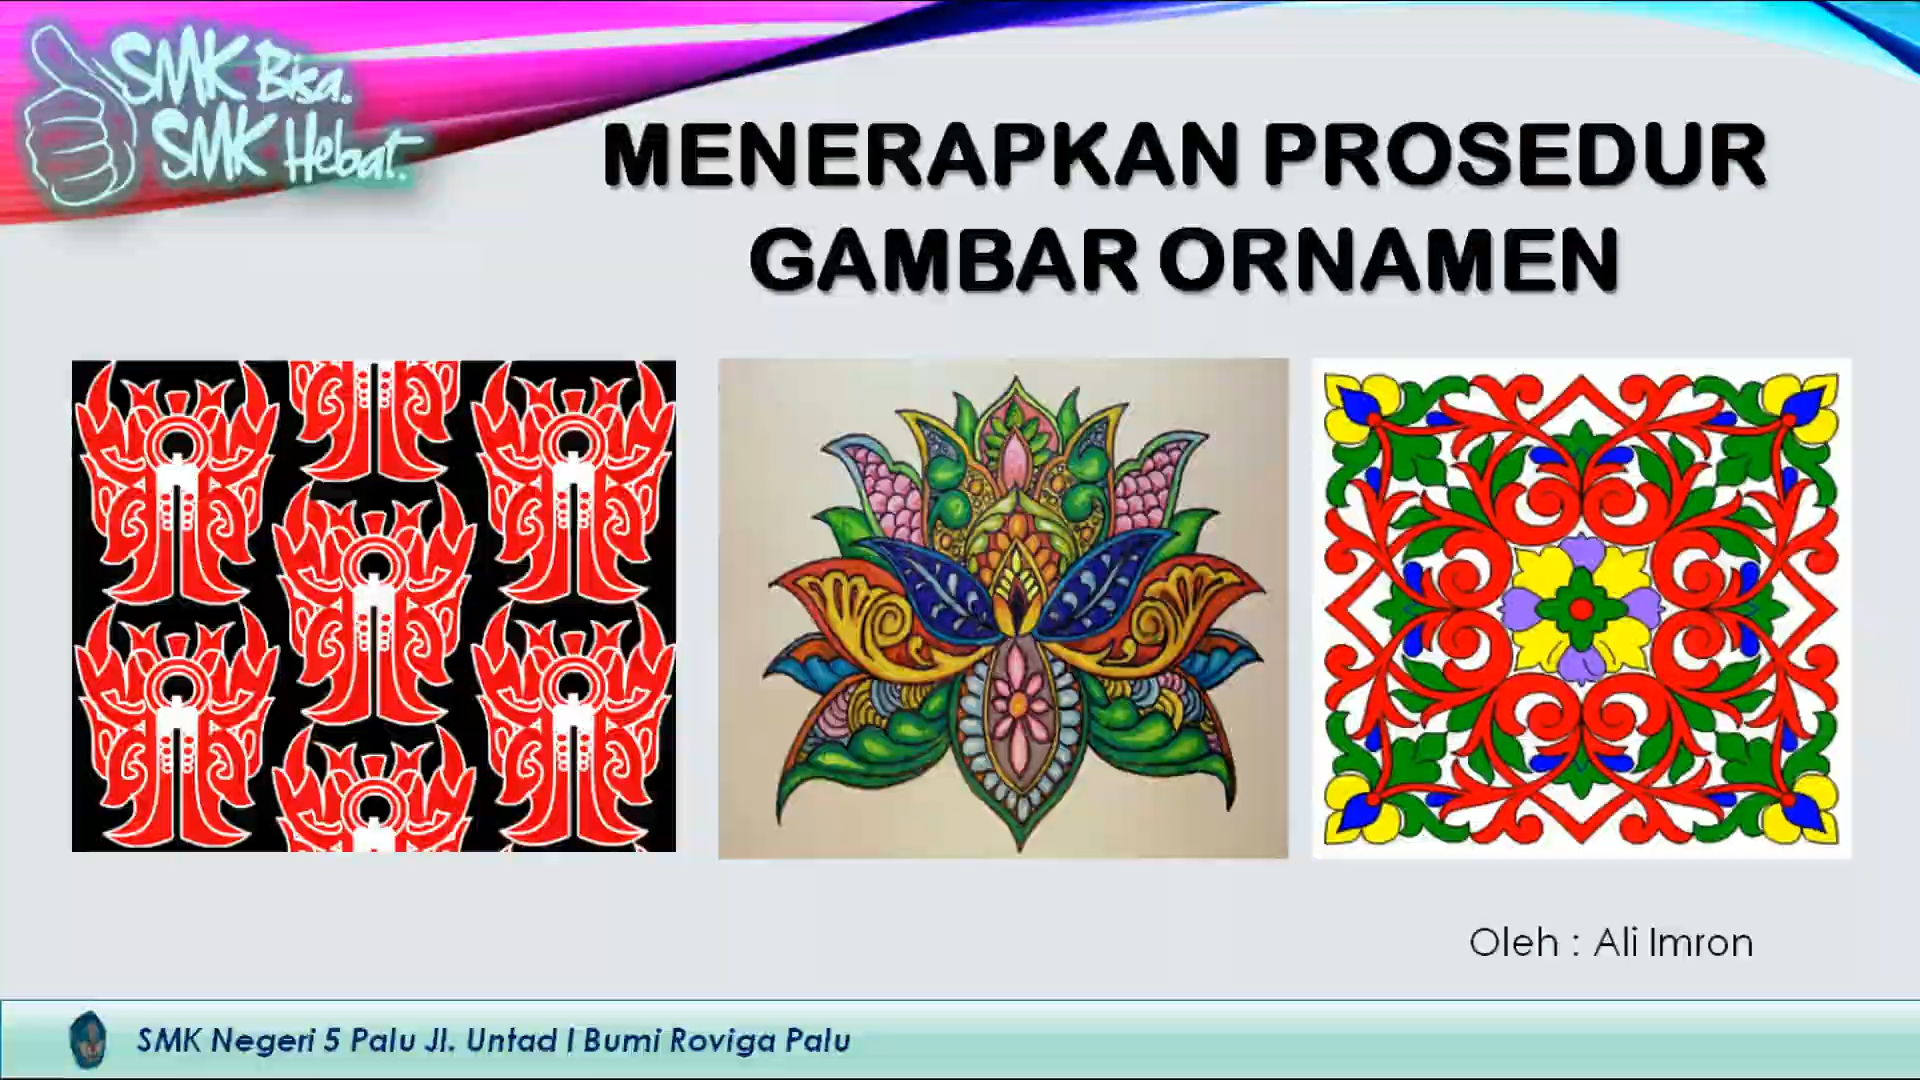 SMK Bisa.
SMK Hebat.
MENERAPKAN PROSEDUR
GAMBAR ORNAMEN
Oleh : Ali Imron
SMK Negeri 5 Palu Jl. Untad I Bumi Roviga Palu